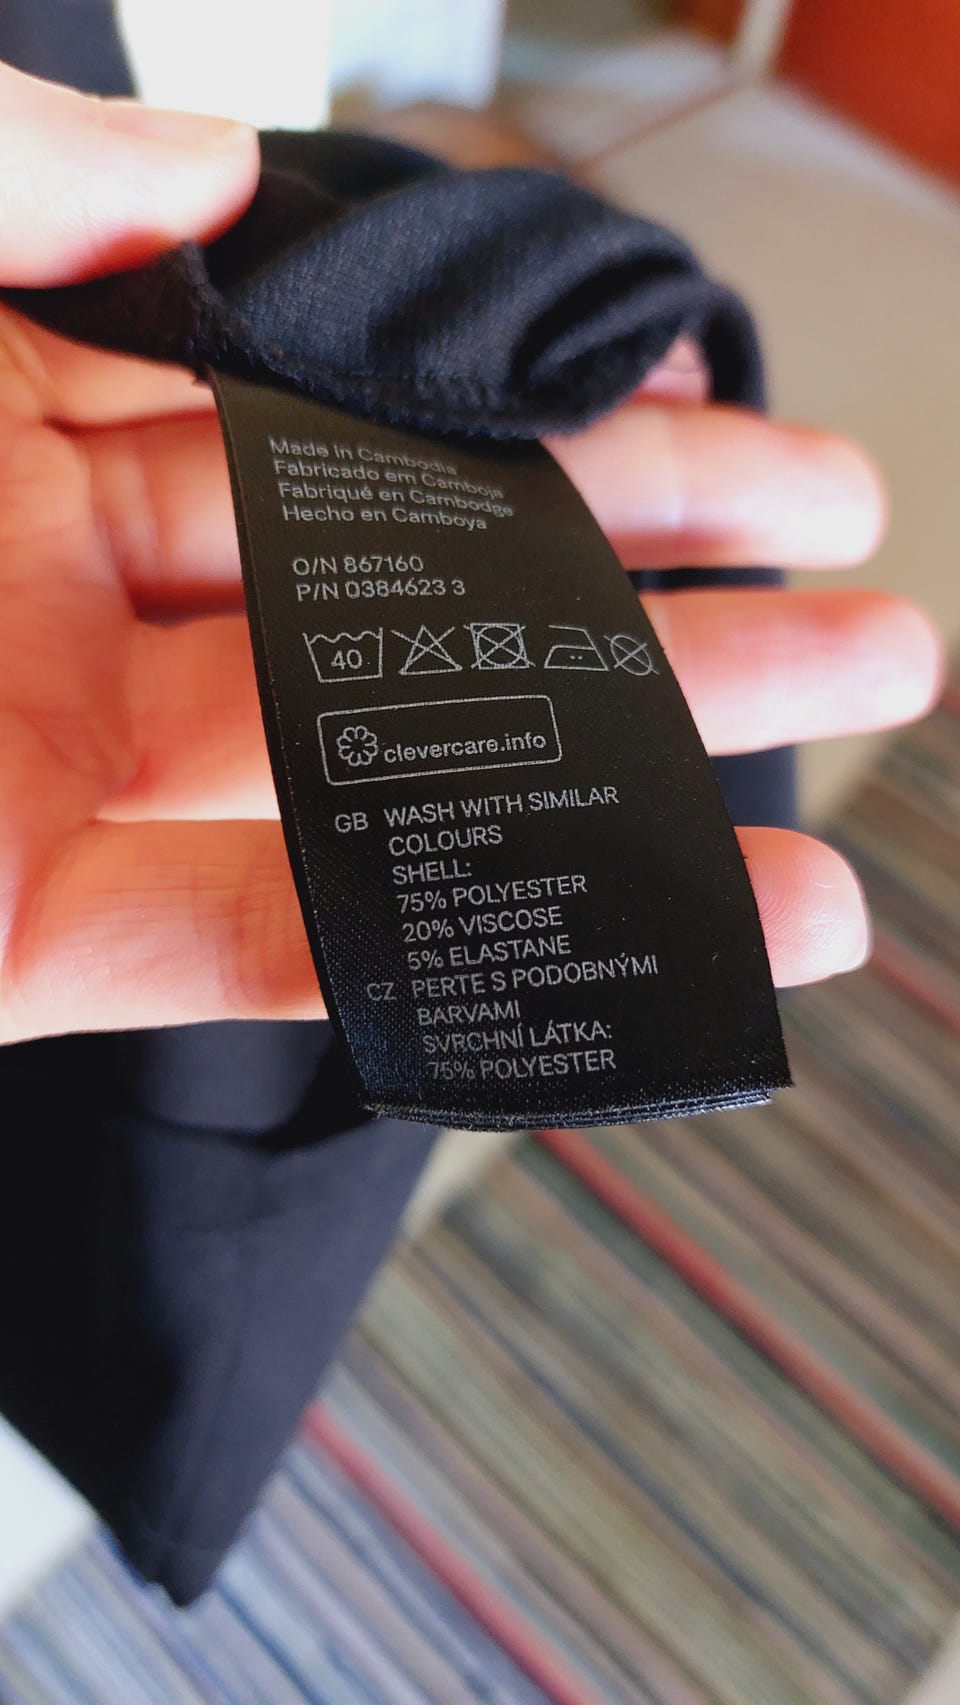 Made in Cambodia
Fabricado em Camboja
Fabriqué en Cambodge
Hecho en Camboya
O/N 867160
P/N 0384623 3
40
clevercare.info
GB WASH WITH SIMILAR
COLOURS
SHELL:
75% POLYESTER
20% VISCOSE
5% ELASTANE
CZ PERTE S PODOBNÝMI
BARVAMI
SVRCHNÍ LÁTKA:
75% POLYESTER